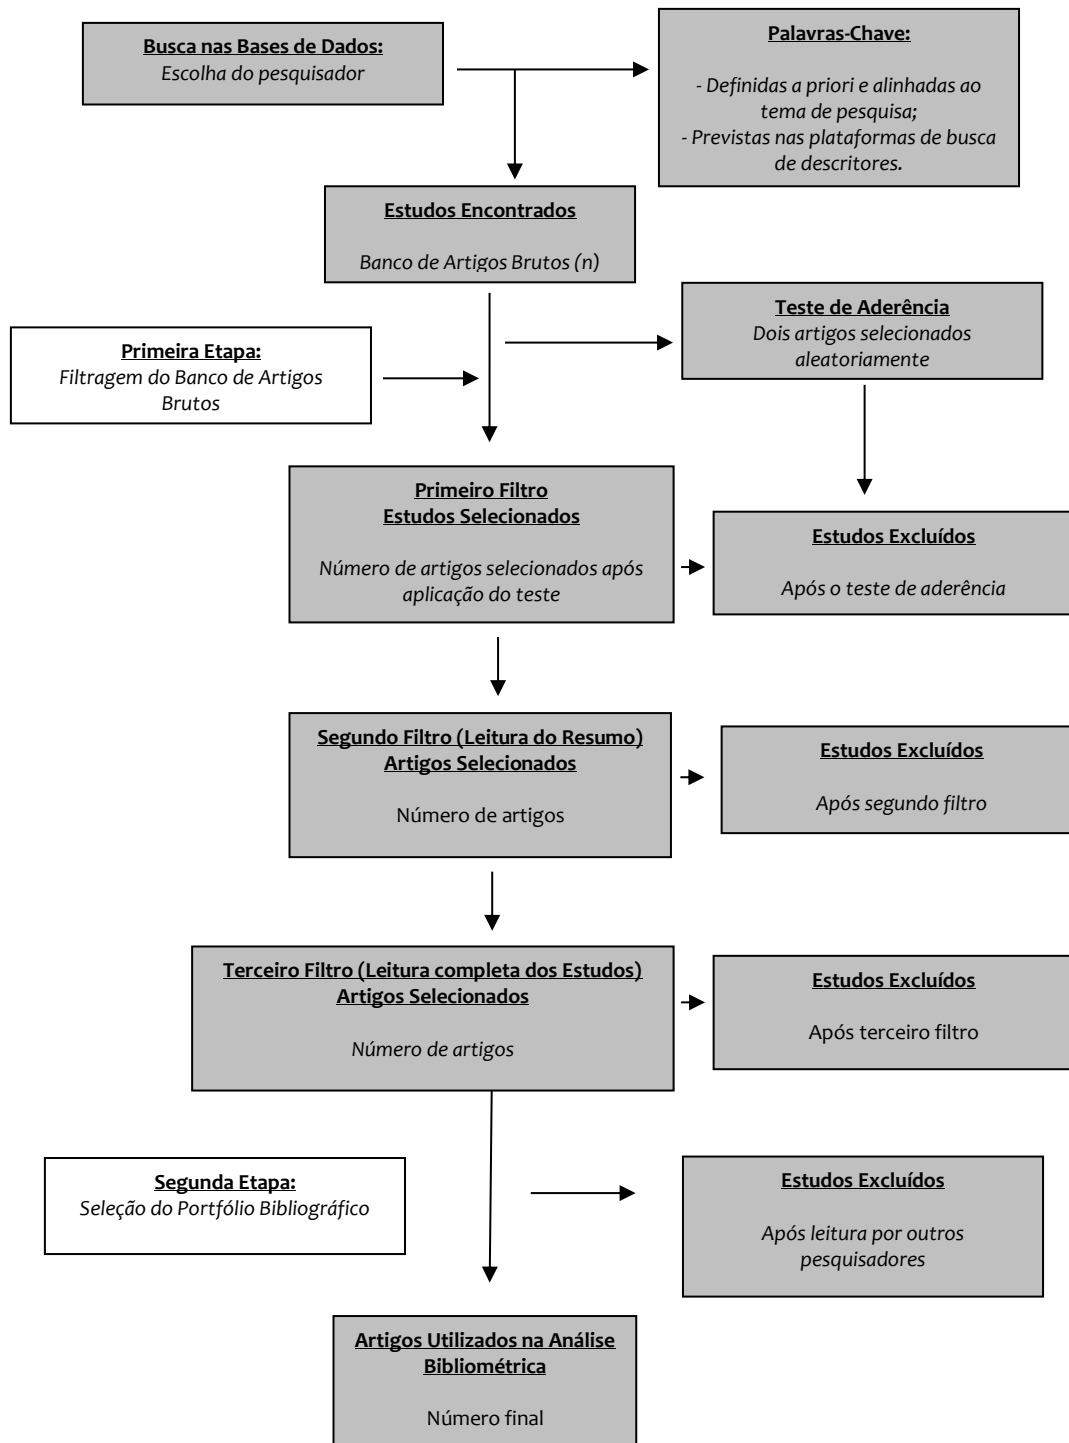 Busca nas Bases de Dados:
Escolha do pesquisador
Palavras-Chave:
- Definidas a priori e alinhadas ao
tema de pesquisa;
- Previstas nas plataformas de busca
de descritores.
Estudos Encontrados
Banco de Artigos Brutos (n)
Teste de Aderência
Dois artigos selecionados
aleatoriamente
Primeira Etapa:
Filtragem do Banco de Artigos
Brutos
Primeiro Filtro
Estudos Selecionados
Número de artigos selecionados após
aplicação do teste
Estudos Excluídos
Após o teste de aderência
Segundo Filtro (Leitura do Resumo)
Artigos Selecionados
Número de artigos
Estudos Excluídos
Após segundo filtro
Terceiro Filtro (Leitura completa dos Estudos)
Artigos Selecionados
Número de artigos
Estudos Excluídos
Após terceiro filtro
Segunda Etapa:
Seleção do Portfólio Bibliográfico
Estudos Excluídos
Após leitura por outros
pesquisadores
Artigos Utilizados na Análise
Bibliométrica
Número final